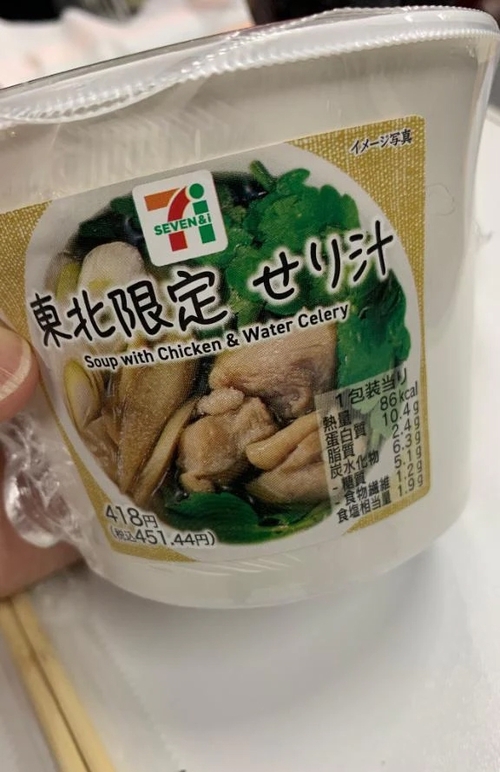 イメージ写真
SEVEN&i
東北限定 せり汁
Soup with Chicken & Water Celery
1包装当り
熱量 86kcal
蛋白質 10.4g
脂質 2.4g
炭水化物 6.3g
-糖質 5.1g
-食物繊維 1.2g
食塩相当量 1.9g
418円
(税込451.44円)